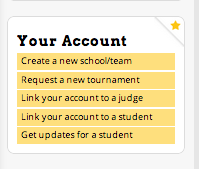 Your Account
Create a new school/team
Request a new tournament
Link your account to a judge
Link your account to a student
Get updates for a student